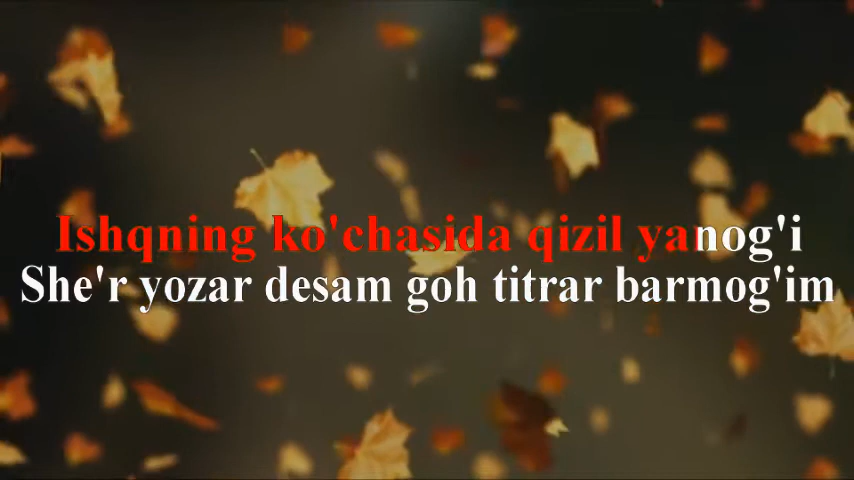 Ishqning ko'chasida qizil yanog'i
She'r yozar desam goh titrar barmog'im